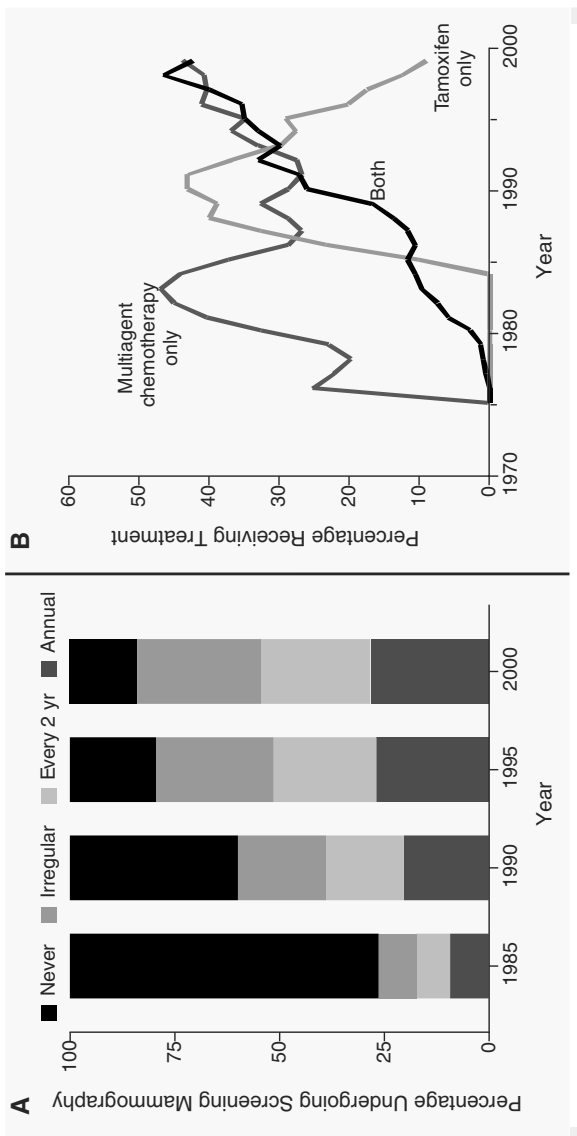 A
Never
Irregular
Every 2 yr
Annual
Percentage Undergoing Screening Mammography
100
75
50
25
0
1985
1990
1995
2000
Year
B
Percentage Receiving Treatment
60
50
40
30
20
10
0
Multiagent
chemotherapy
only
Both
Tamoxifen
only
1970
1980
1990
2000
Year